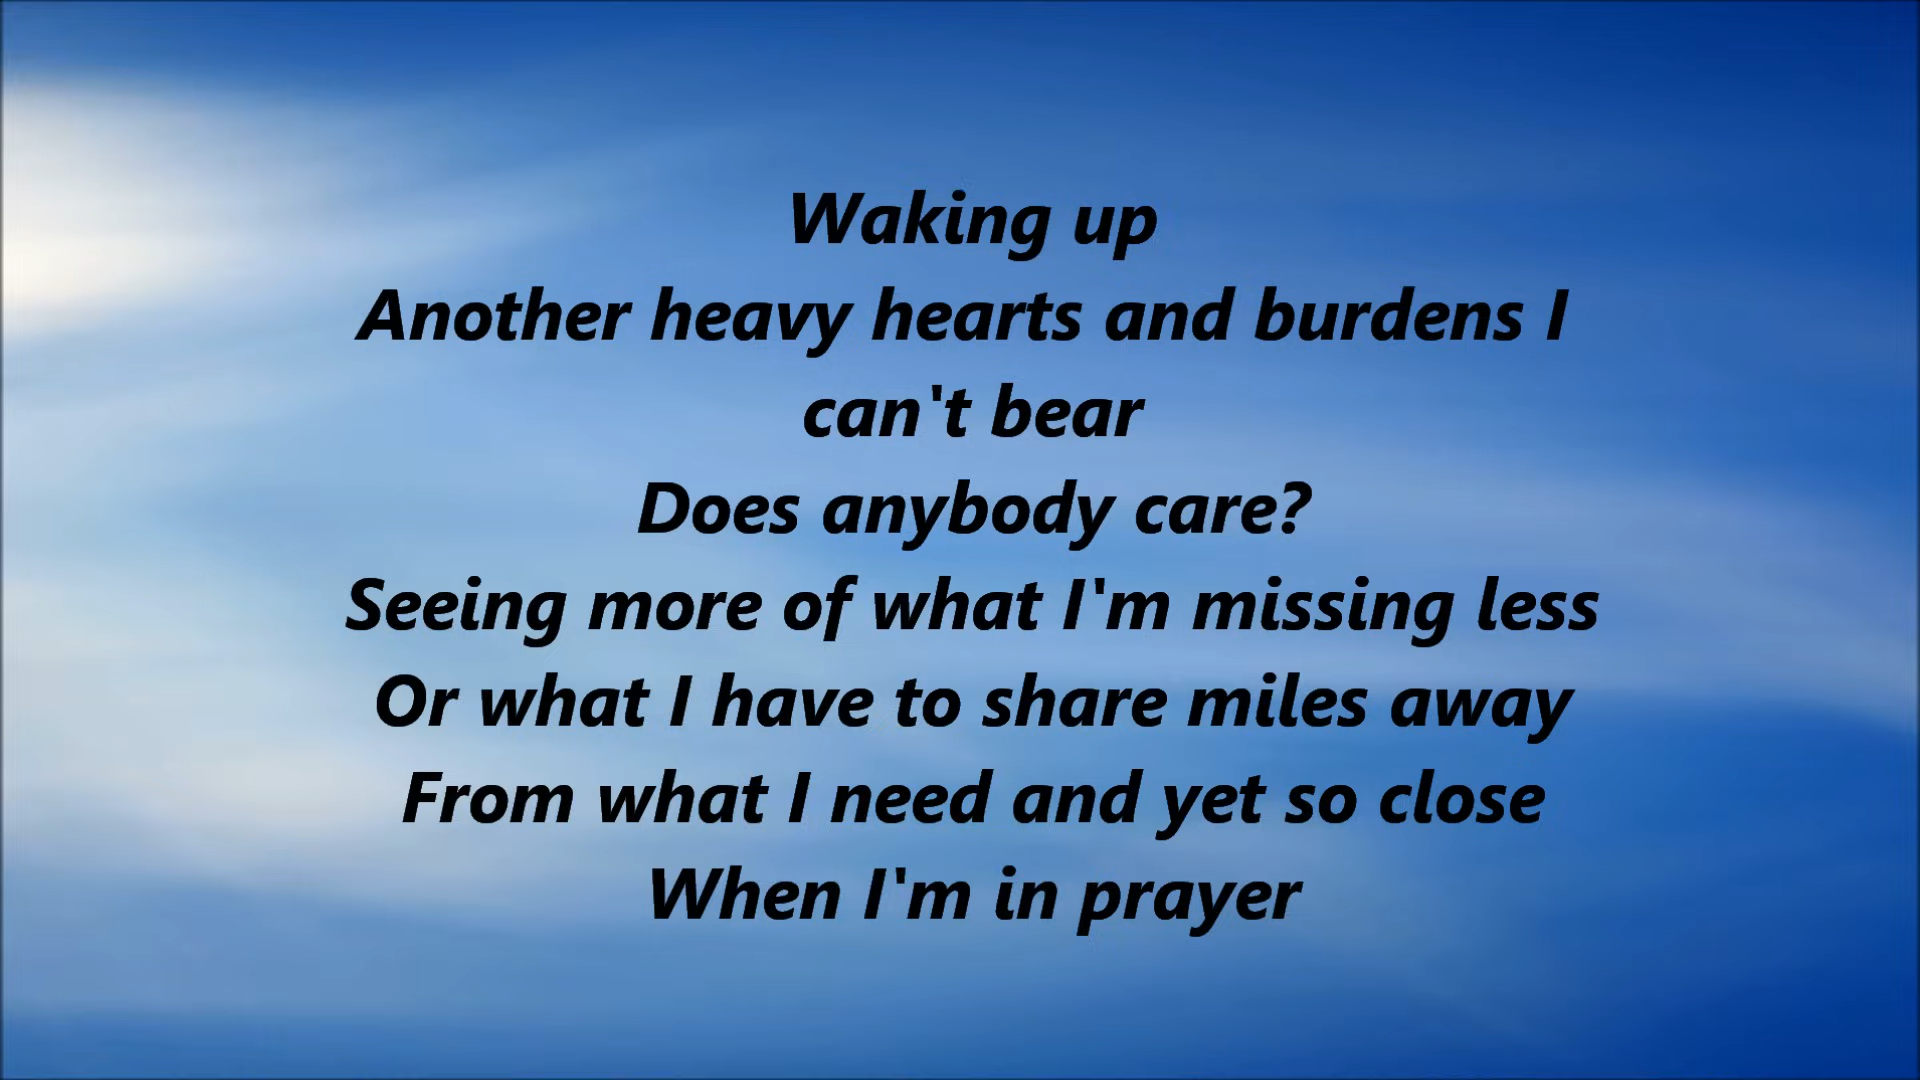 Waking up
Another heavy hearts and burdens I
can't bear
Does anybody care?
Seeing more of what I'm missing less
Or what I have to share miles away
From what I need and yet so close
When I'm in prayer